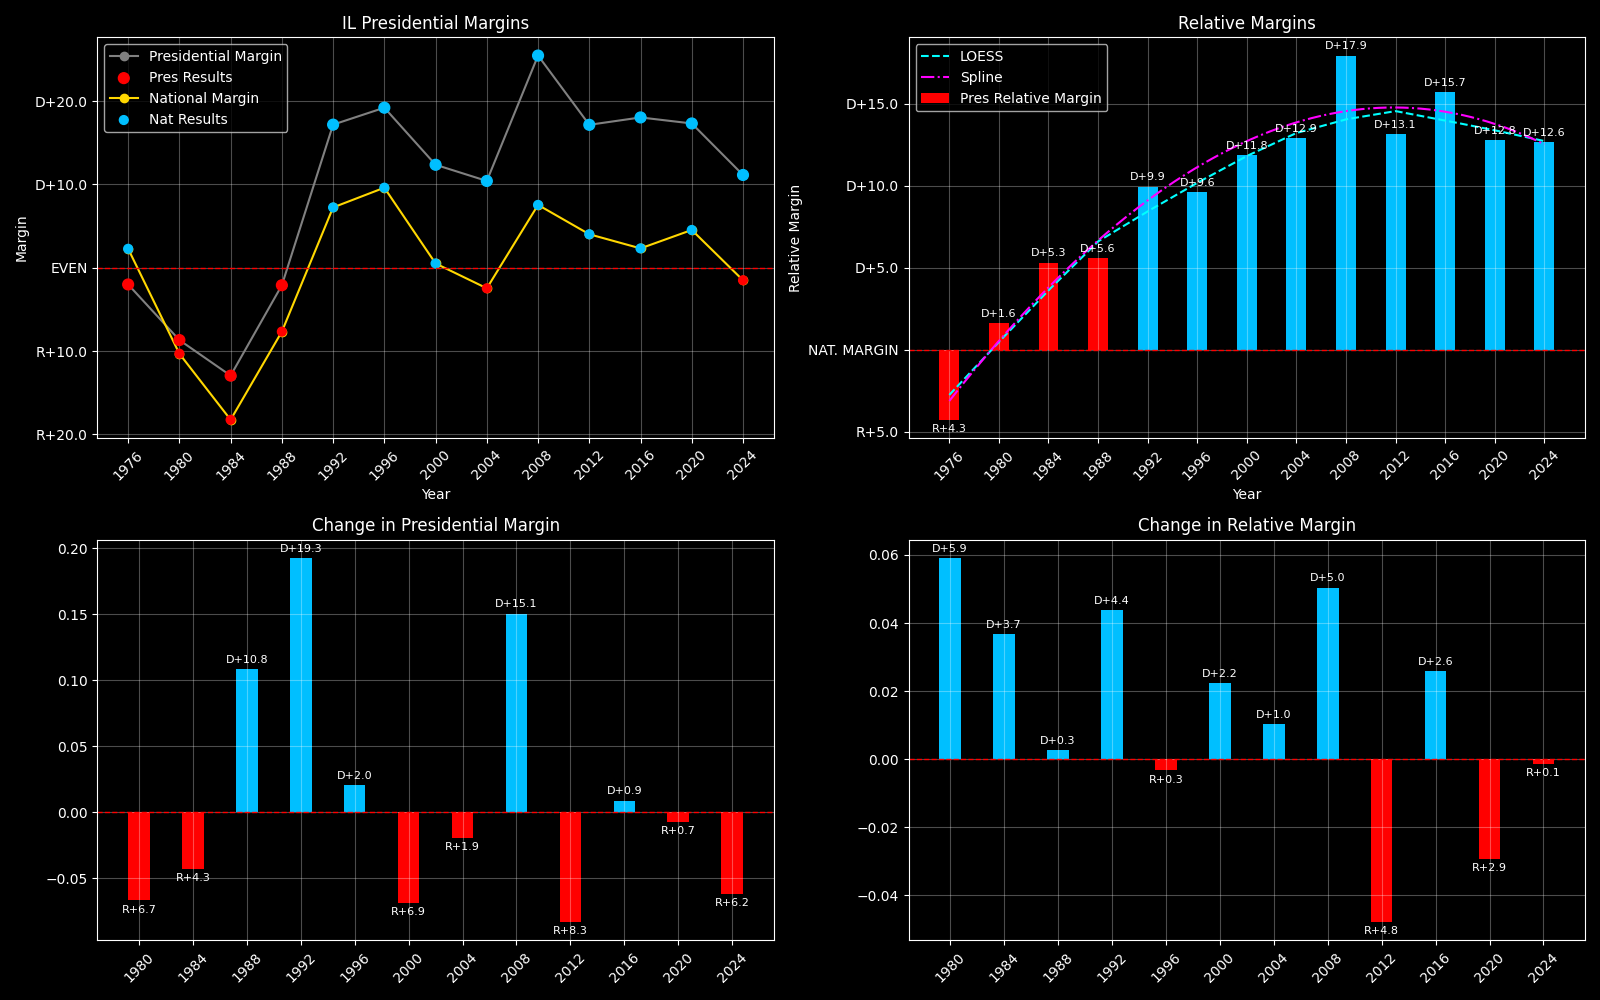 IL Presidential Margins
Presidential Margin
Pres Results
National Margin
Nat Results
Margin
D+20.0
D+10.0
EVEN
R+10.0
R+20.0
1976 1980 1984 1988 1992 1996 2000 2004 2008 2012 2016 2020 2024
Year
Relative Margins
LOESS
Spline
Pres Relative Margin
Relative Margin
D+15.0
D+10.0
D+5.0
NAT. MARGIN
R+5.0
R+4.3 D+1.6 D+5.3 D+5.6 D+9.9 D+9.6 D+11.8 D+12.9 D+17.9 D+13.1 D+15.7 D+12.8 D+12.6
1976 1980 1984 1988 1992 1996 2000 2004 2008 2012 2016 2020 2024
Year
Change in Presidential Margin
0.20
0.15
0.10
0.05
0.00
−0.05
R+6.7 R+4.3 D+10.8 D+19.3 D+2.0 R+6.9 R+1.9 D+15.1 R+8.3 D+0.9 R+0.7 R+6.2
1980 1984 1988 1992 1996 2000 2004 2008 2012 2016 2020 2024
Change in Relative Margin
0.06
0.04
0.02
0.00
−0.02
−0.04
D+5.9 D+3.7 D+0.3 D+4.4 R+0.3 D+2.2 D+1.0 D+5.0 R+4.8 D+2.6 R+2.9 R+0.1
1980 1984 1988 1992 1996 2000 2004 2008 2012 2016 2020 2024